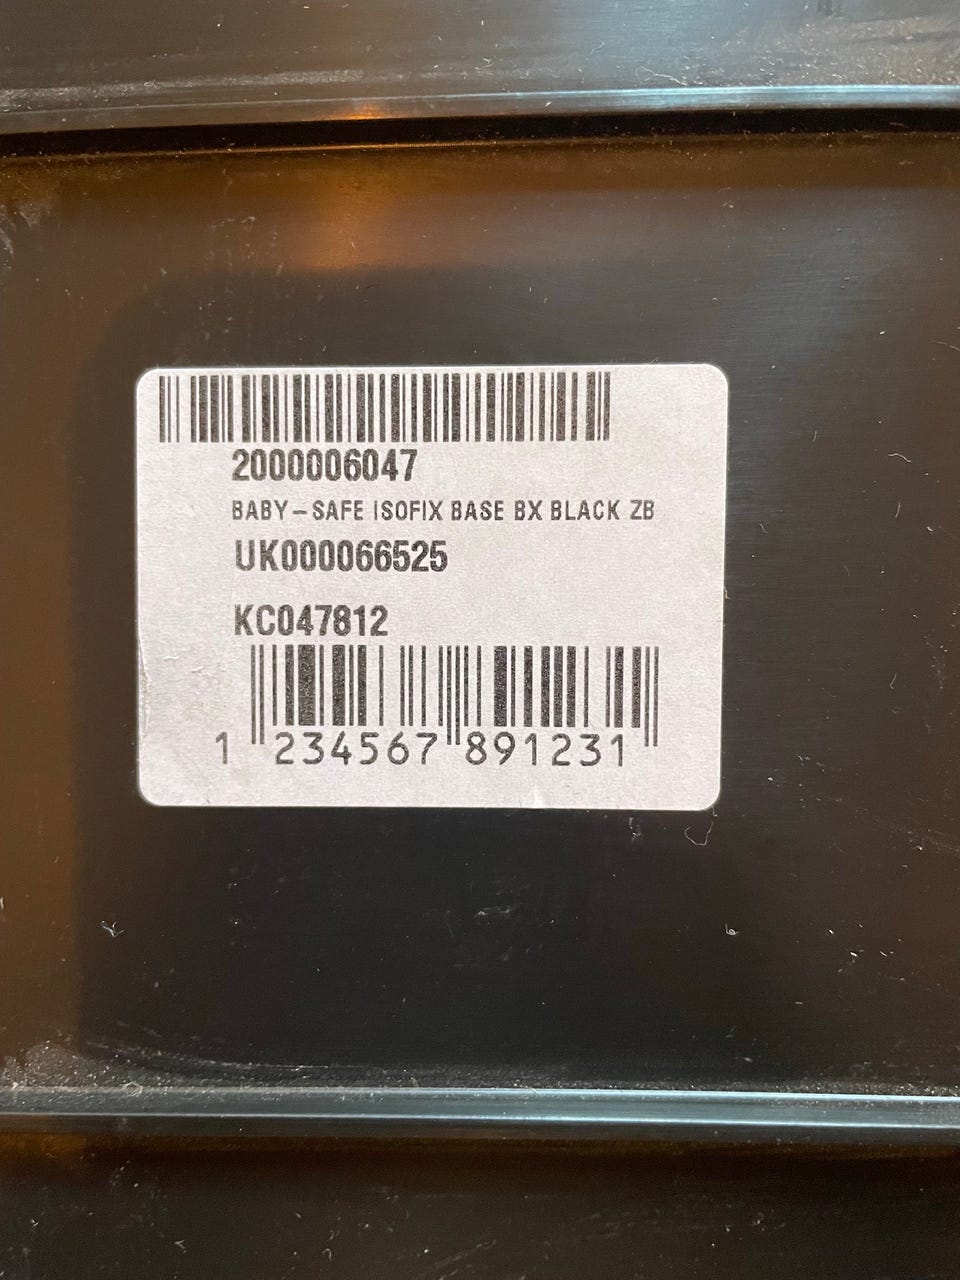 2000006047
BABY-SAFE ISOFIX BASE BX BLACK ZB
UK000066525
KC047812
1 234567 891231